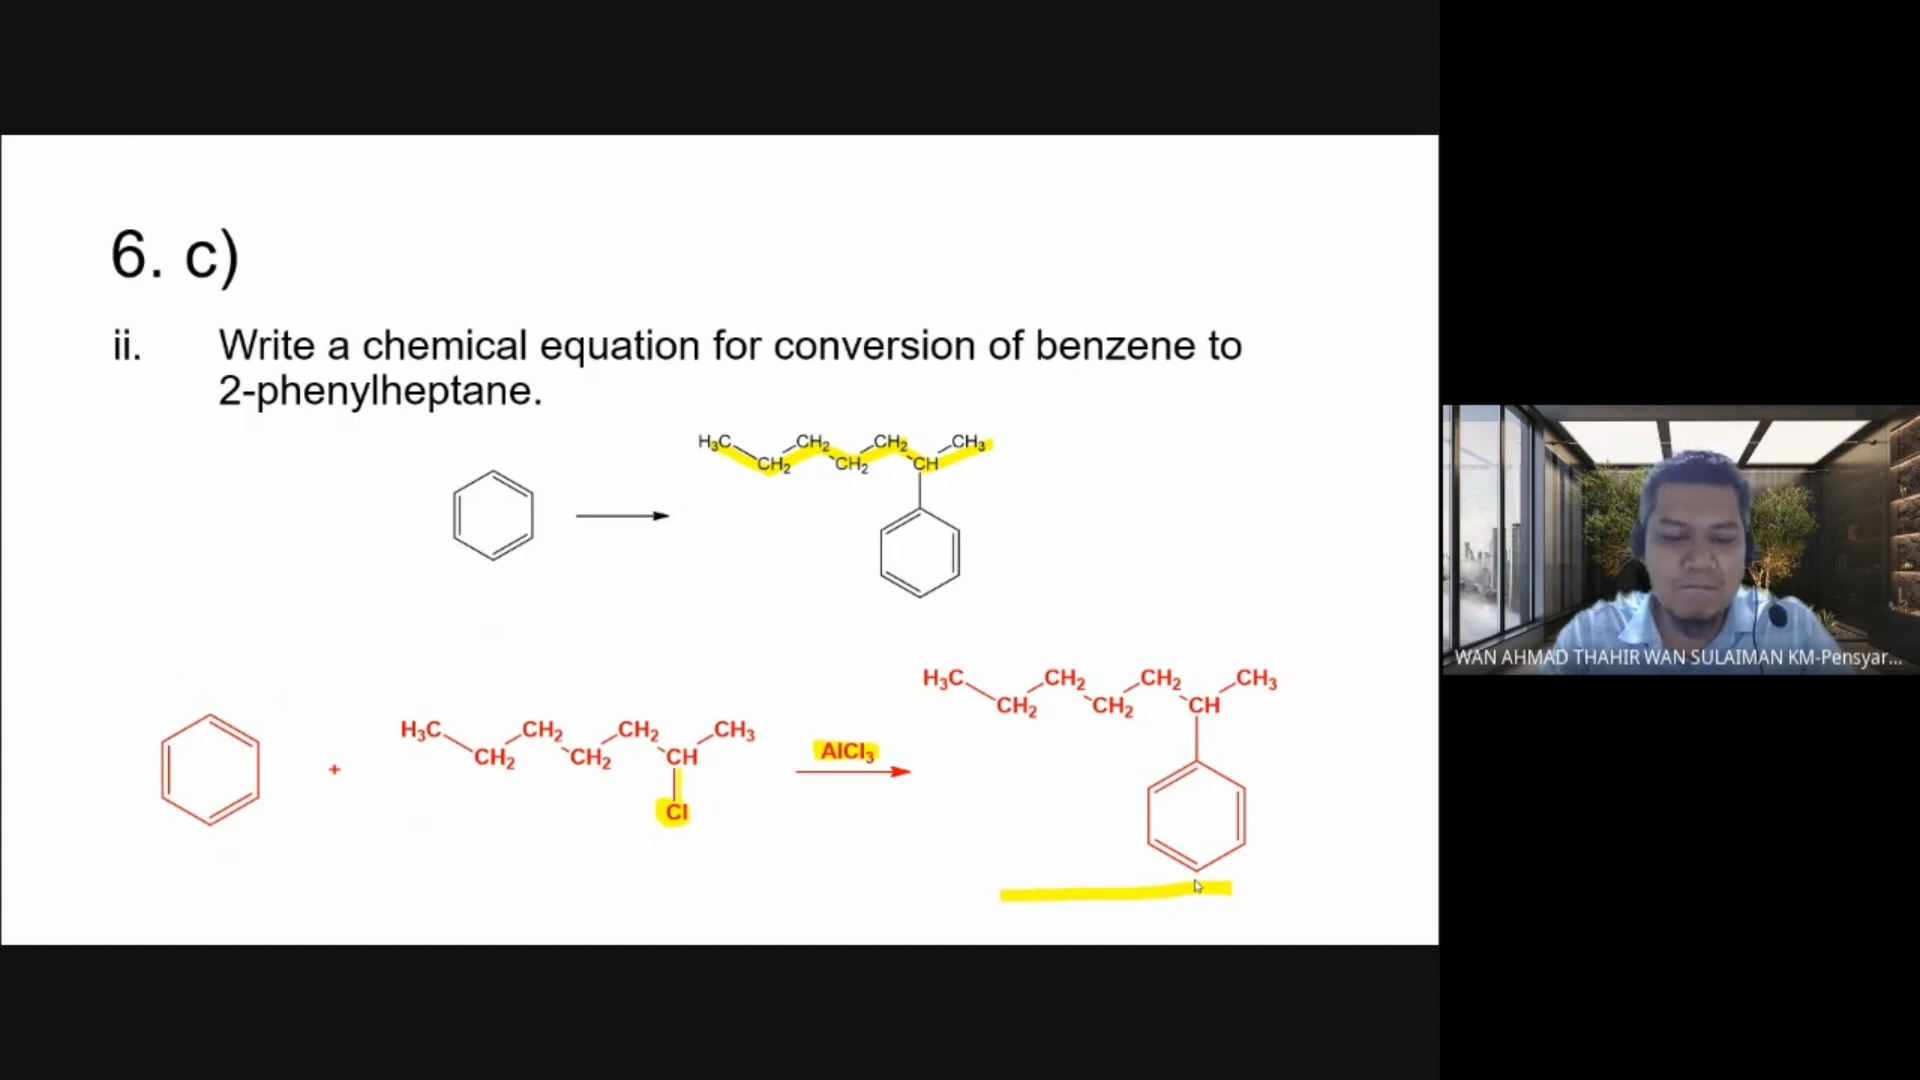 6. c)
ii. Write a chemical equation for conversion of benzene to
2-phenylheptane.
H₃C CH₂ CH₂ CH₃
CH₂ CH₂ CH
H₃C CH₂ CH₂ CH₃
CH₂ CH₂ CH
+
H₃C CH₂ CH₂ CH₃
CH₂ CH₂ CH
Cl
AlCl₃
WAN AHMAD THAHIR WAN SULAIMAN KM-Pensyar...